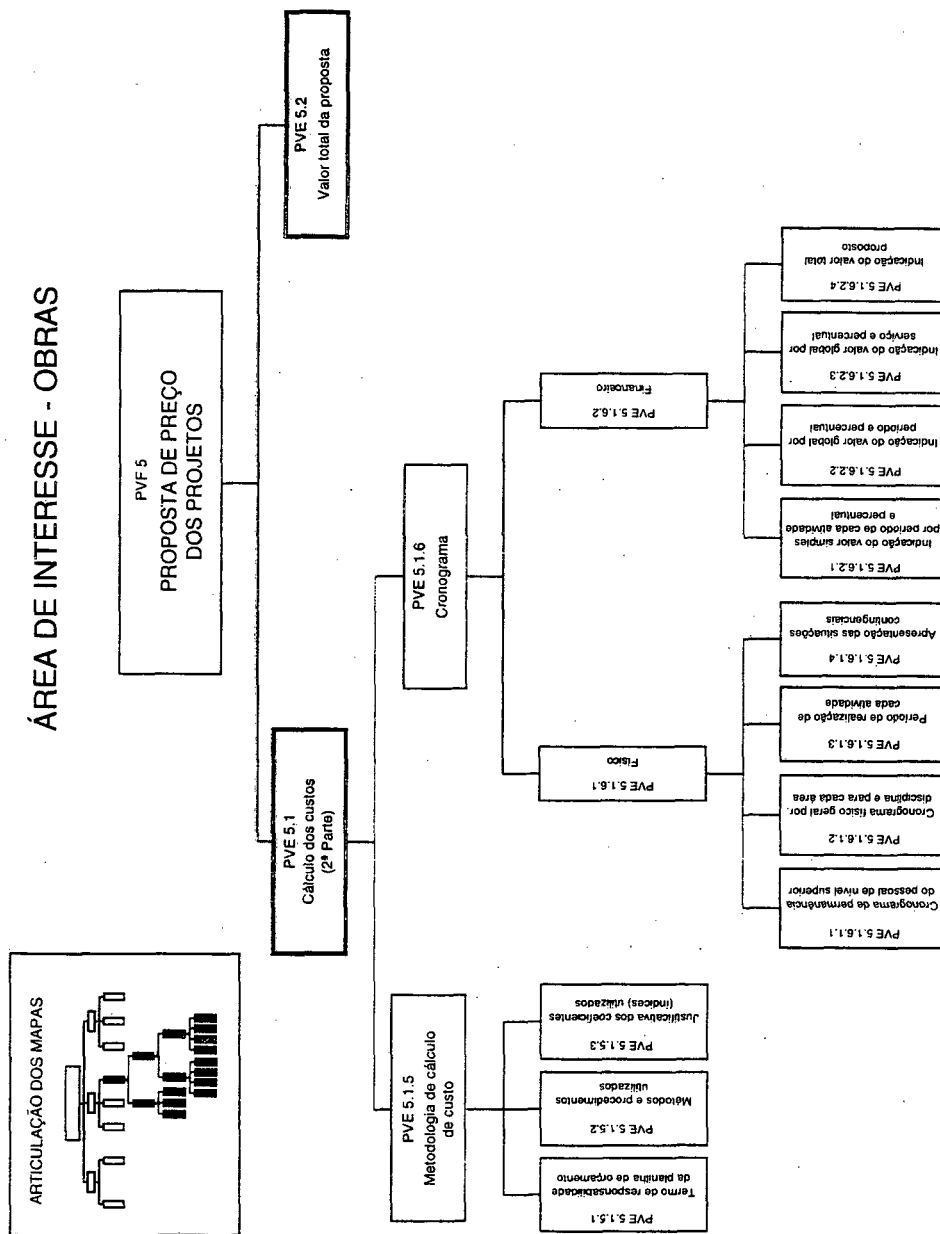 ÁREA DE INTERESSE - OBRAS
ARTICULAÇÃO DOS MAPAS
PVF 5
PROPOSTA DE PREÇO
DOS PROJETOS
PVE 5.1
Cálculo dos custos
(2ª Parte)
PVE 5.2
Valor total da proposta
PVE 5.1.5
Metodologia de cálculo
de custo
PVE 5.1.6
Cronograma
PVE 5.1.6.1
Físico
PVE 5.1.6.2
Financeiro
PVE 5.1.5.1
Termo de responsabilidade
da planilha de orçamento
PVE 5.1.5.2
Métodos e procedimentos
utilizados
PVE 5.1.5.3
Justificativa dos coeficientes
(índices) utilizados
PVE 5.1.6.1.1
Cronograma de permanência
do pessoal de nível superior
PVE 5.1.6.1.2
Cronograma físico geral por.
disciplina e para cada área
PVE 5.1.6.1.3
Período de realização de
cada atividade
PVE 5.1.6.1.4
Apresentação das situações
contingenciais
PVE 5.1.6.2.1
Indicação do valor simples
por período de cada atividade
e percentual
PVE 5.1.6.2.2
Indicação do valor global por
período e percentual
PVE 5.1.6.2.3
Indicação do valor global por
serviço e percentual
PVE 5.1.6.2.4
Indicação do valor total
proposto